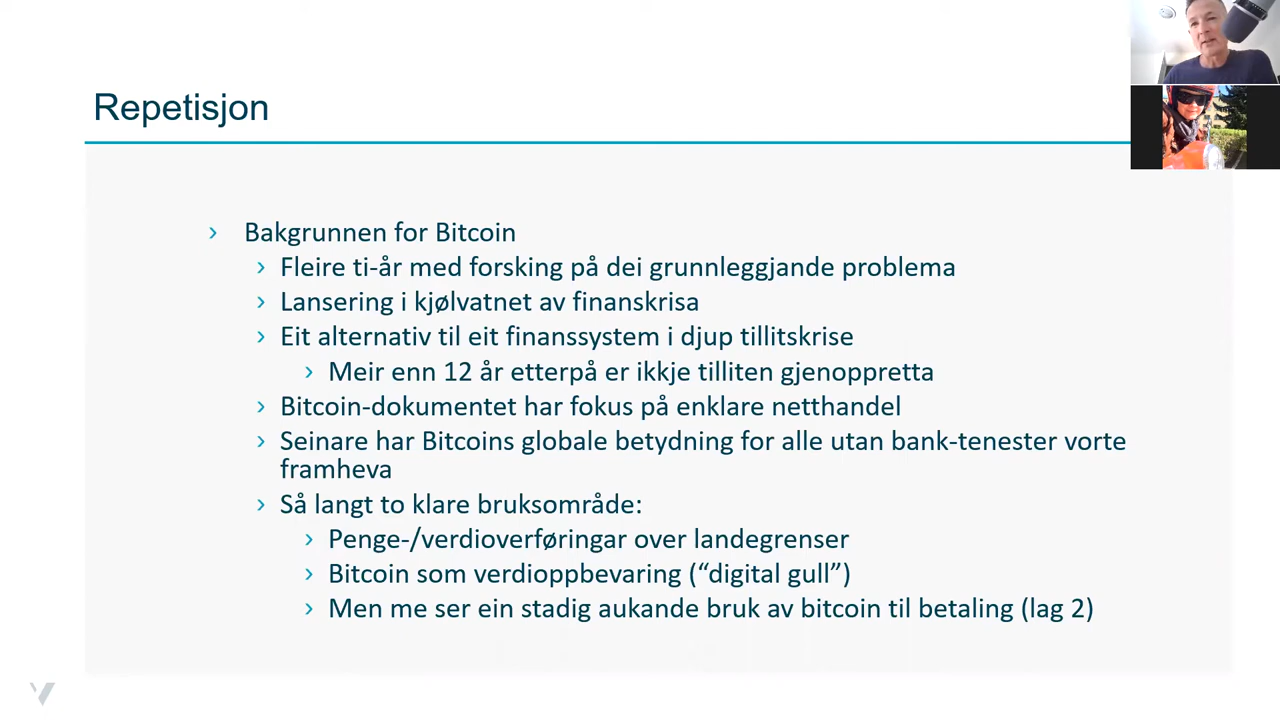 Repetisjon
Bakgrunnen for Bitcoin
Fleire ti-år med forsking på dei grunnleggjande problema
Lansering i kjølvatnet av finanskrisa
Eit alternativ til eit finanssystem i djup tillitskrise
Meir enn 12 år etterpå er ikkje tilliten gjenoppretta
Bitcoin-dokumentet har fokus på enklare netthandel
Seinare har Bitcoins globale betydning for alle utan bank-tenester vorte
framheva
Så langt to klare bruksområde:
Penge-/verdioverføringar over landegrenser
Bitcoin som verdioppbevaring (“digital gull”)
Men me ser ein stadig aukande bruk av bitcoin til betaling (lag 2)